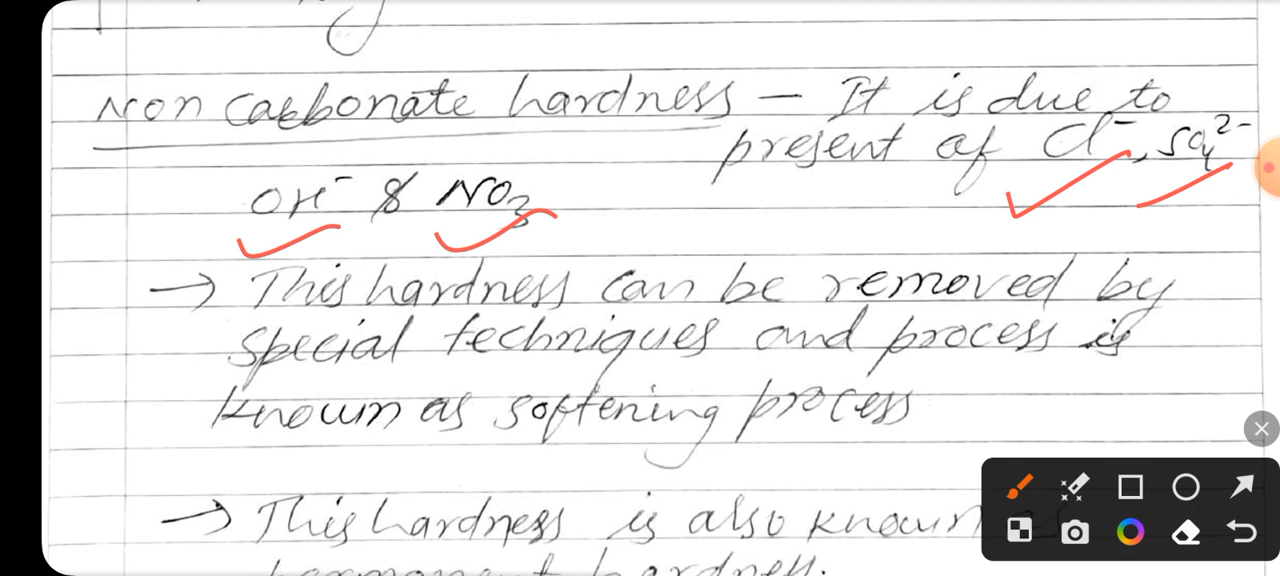 Non Carbonate hardness – It is due to
present of Cl⁻, SO₄²⁻
OH⁻ & NO₃
→ This hardness can be removed by
special techniques and process is
known as softening process
→ This hardness is also known
hardness.